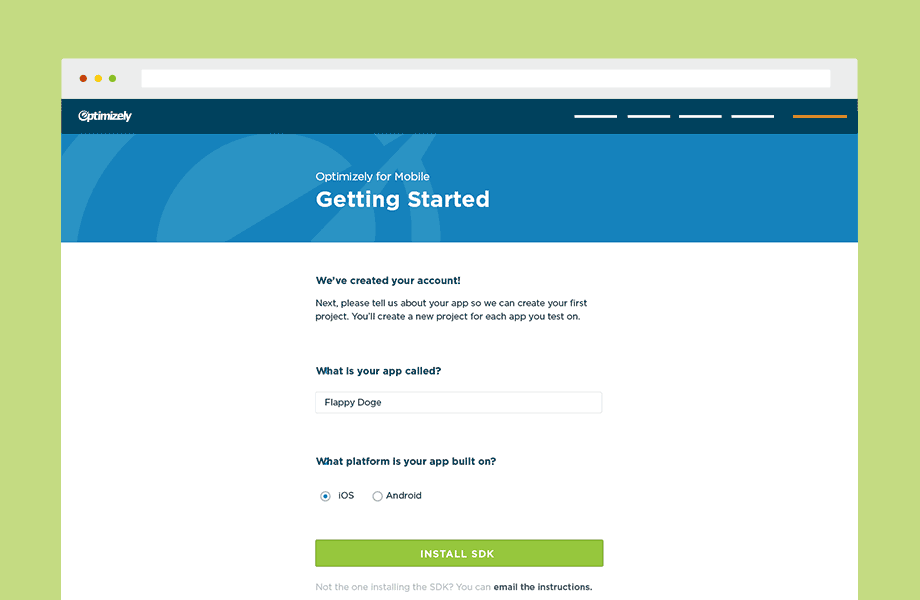 Optimizely
Optimizely for Mobile
Getting Started
We've created your account!
Next, please tell us about your app so we can create your first
project. You'll create a new project for each app you test on.
What is your app called?
Flappy Doge
What platform is your app built on?
iOS Android
INSTALL SDK
Not the one installing the SDK? You can email the instructions.